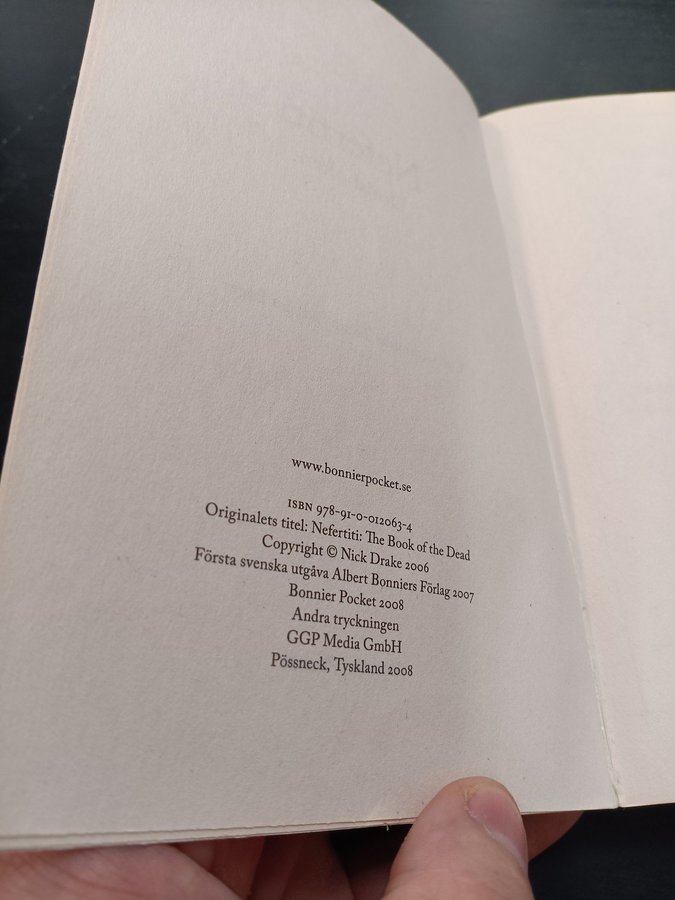 www.bonnierpocket.se
ISBN 978-91-0-012063-4
Originalets titel: Nefertiti: The Book of the Dead
Copyright © Nick Drake 2006
Första svenska utgåva Albert Bonniers Förlag 2007
Bonnier Pocket 2008
Andra tryckningen
GGP Media GmbH
Pössneck, Tyskland 2008